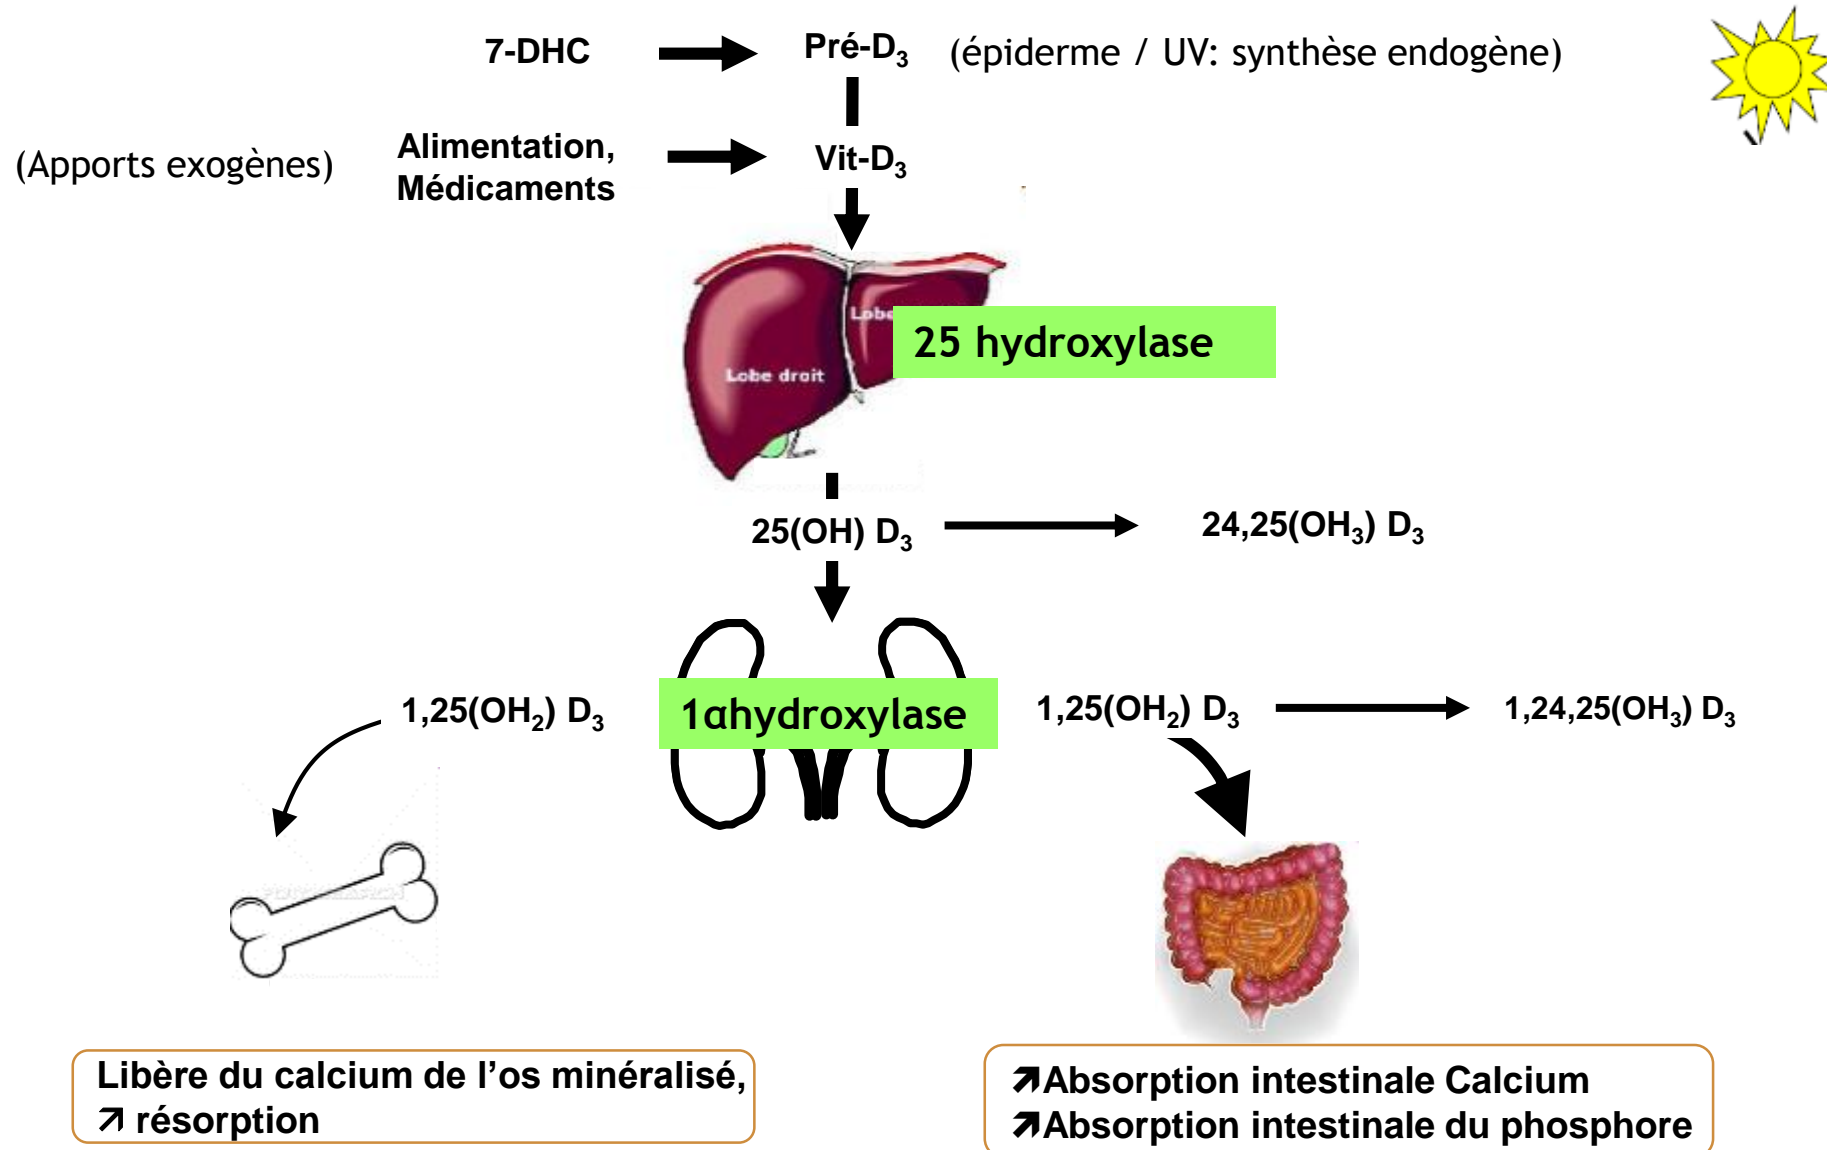 7-DHC
Pré-D₃
(épiderme / UV: synthèse endogène)
(Apports exogènes)
Alimentation,
Médicaments
Vit-D₃
Lobe droit
25 hydroxylase
25(OH) D₃
24,25(OH₃) D₃
1,25(OH₂) D₃
1αhydroxylase
1,25(OH₂) D₃
1,24,25(OH₃) D₃
Libère du calcium de l’os minéralisé,
↗ résorption
↗Absorption intestinale Calcium
↗Absorption intestinale du phosphore